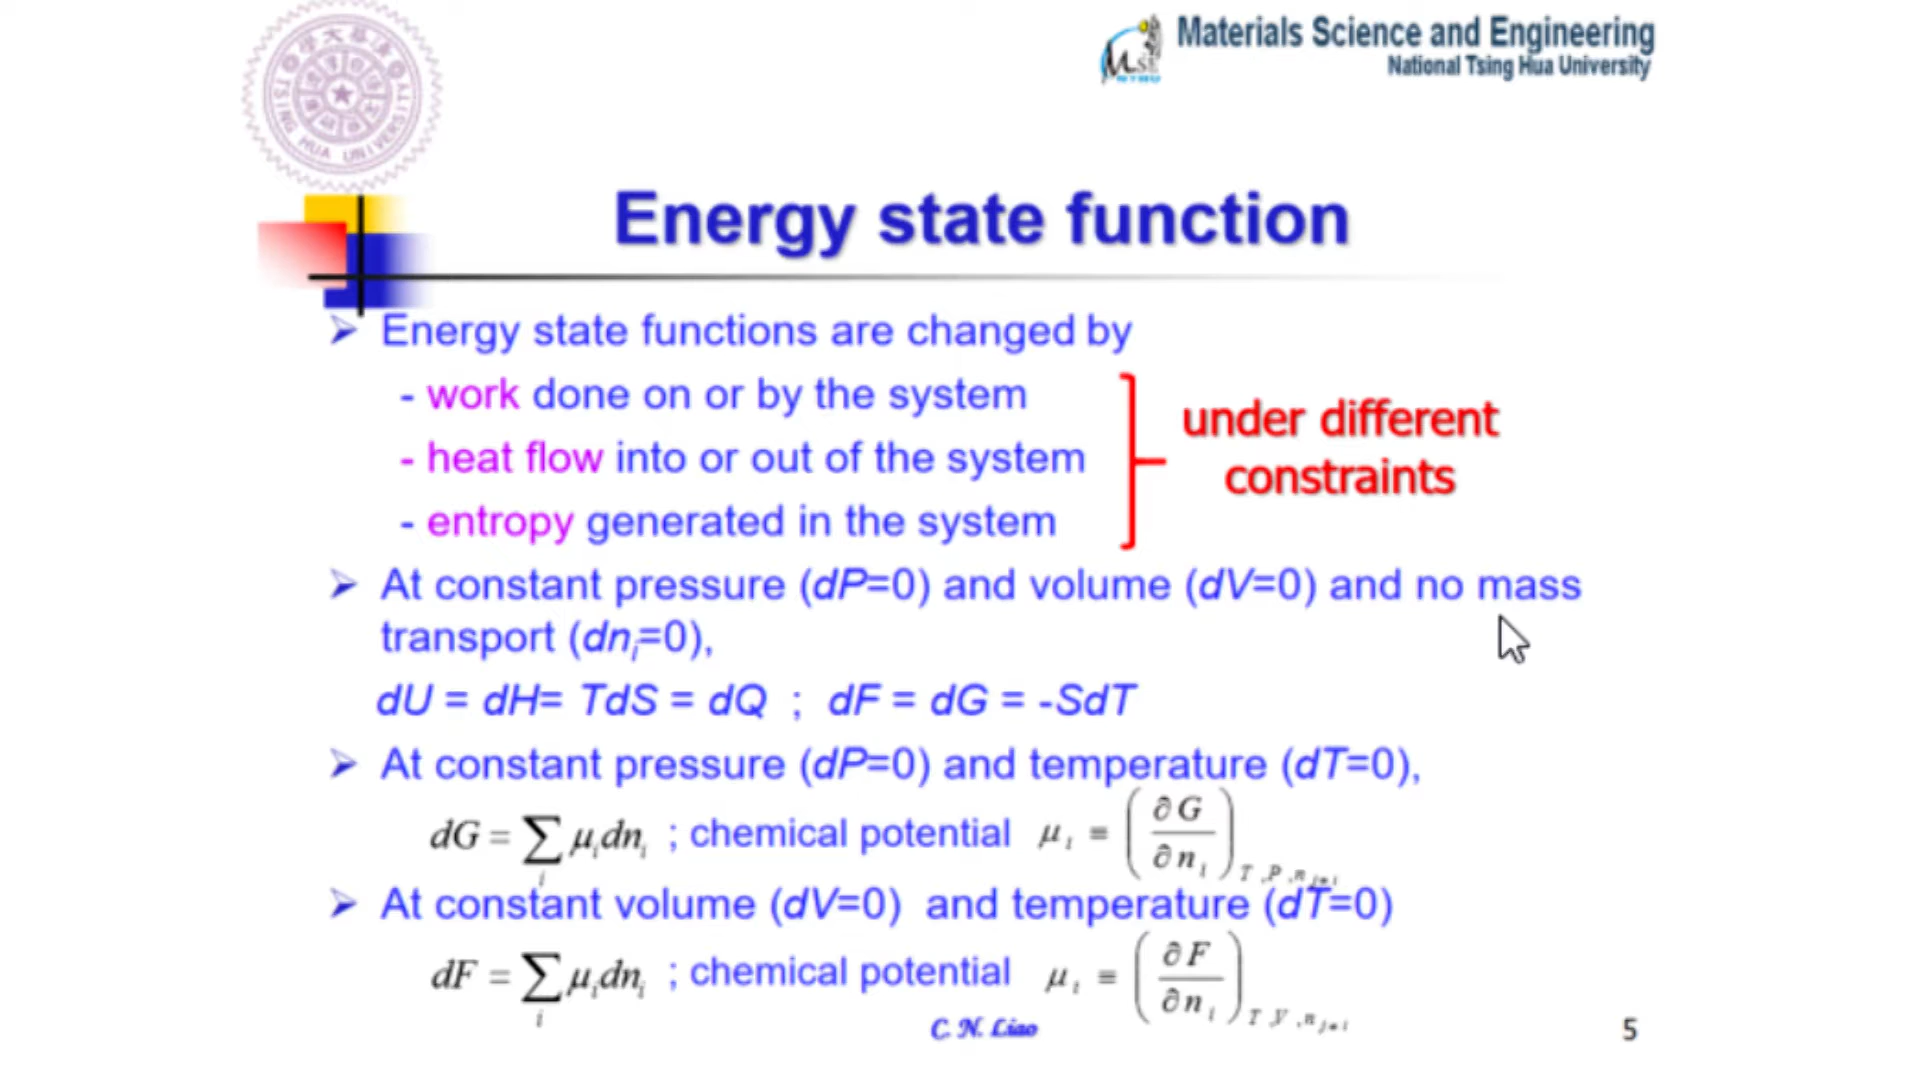 Materials Science and Engineering
National Tsing Hua University
TSING HUA UNIVERSITY
Energy state function
➢ Energy state functions are changed by
- work done on or by the system
- heat flow into or out of the system
- entropy generated in the system
under different
constraints
➢ At constant pressure (dP=0) and volume (dV=0) and no mass
transport (dnᵢ=0),
dU = dH= TdS = dQ ; dF = dG = -SdT
➢ At constant pressure (dP=0) and temperature (dT=0),
dG = ∑ᵢ μᵢdnᵢ ; chemical potential μᵢ ≡ (∂G/∂nᵢ) T,P,n j≠i
➢ At constant volume (dV=0) and temperature (dT=0)
dF = ∑ᵢ μᵢdnᵢ ; chemical potential μᵢ ≡ (∂F/∂nᵢ) T,V,n j≠i
C. N. Liao
5